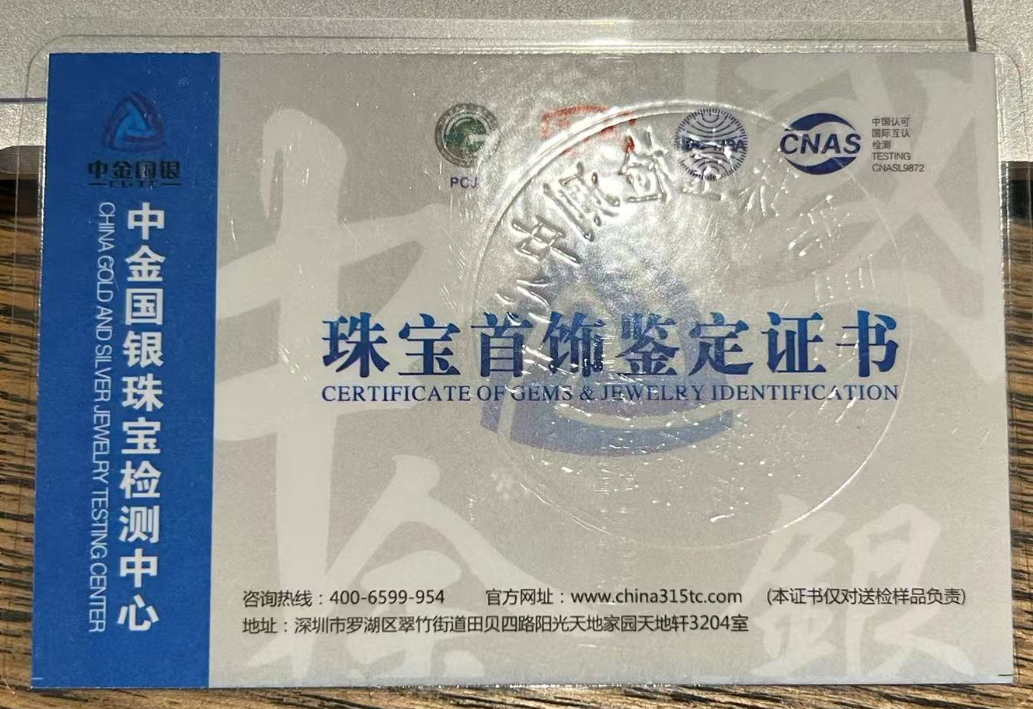 中金国银
CGTC
中金国银珠宝检测中心
CHINA GOLD AND SILVER JEWELRY TESTING CENTER
PCJ
CNAS
中国认可
国际互认
检测
TESTING
CNASL9872
珠宝首饰鉴定证书
CERTIFICATE OF GEMS & JEWELRY IDENTIFICATION
咨询热线：400-6599-954 官方网址：www.china315tc.com (本证书仅对送检样品负责)
地址：深圳市罗湖区翠竹街道田贝四路阳光天地家园天地轩3204室